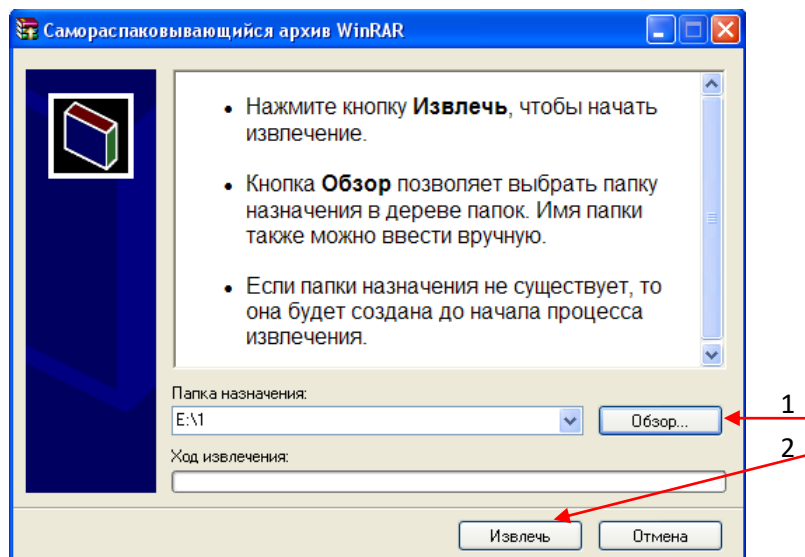 Самораспаковывающийся архив WinRAR
• Нажмите кнопку Извлечь, чтобы начать
извлечение.
• Кнопка Обзор позволяет выбрать папку
назначения в дереве папок. Имя папки
также можно ввести вручную.
• Если папки назначения не существует, то
она будет создана до начала процесса
извлечения.
Папка назначения:
E:\1
Обзор...
1
Ход извлечения:
2
Извлечь
Отмена